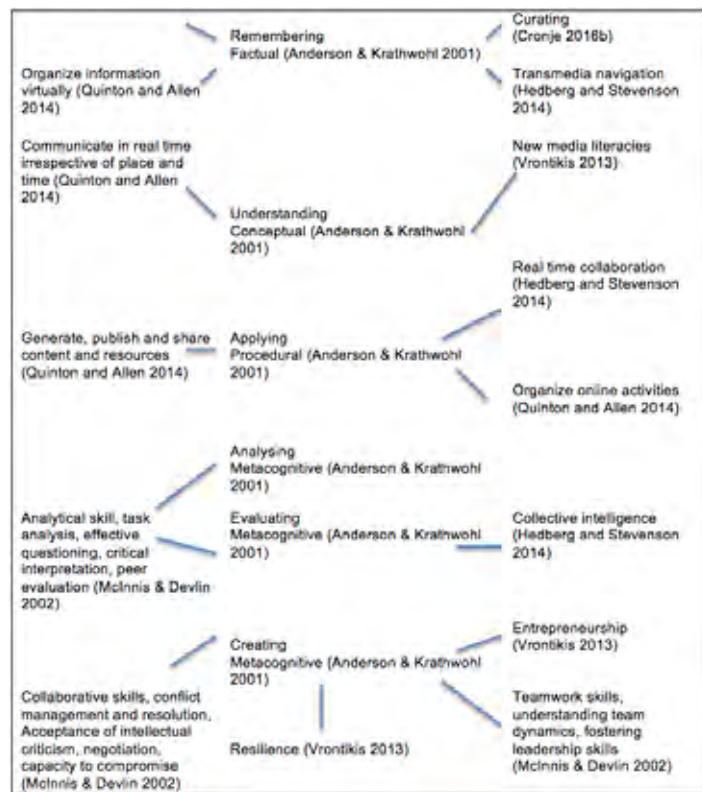 Remembering
Factual (Anderson & Krathwohl 2001)
Curating
(Cronje 2016b)
Organize information
virtually (Quinton and Allen
2014)
Transmedia navigation
(Hedberg and Stevenson
2014)
Communicate in real time
irrespective of place and
time (Quinton and Allen
2014)
New media literacies
(Vrontikis 2013)
Understanding
Conceptual (Anderson & Krathwohl
2001)
Real time collaboration
(Hedberg and Stevenson
2014)
Generate, publish and share
content and resources
(Quinton and Allen 2014)
Applying
Procedural (Anderson & Krathwohl
2001)
Organize online activities
(Quinton and Allen 2014)
Analysing
Metacognitive (Anderson & Krathwohl
2001)
Analytical skill, task
analysis, effective
questioning, critical
interpretation, peer
evaluation (McInnis & Devlin
2002)
Evaluating
Metacognitive (Anderson & Krathwohl
2001)
Collective intelligence
(Hedberg and Stevenson
2014)
Creating
Metacognitive (Anderson & Krathwohl
2001)
Entrepreneurship
(Vrontikis 2013)
Collaborative skills, conflict
management and resolution,
Acceptance of intellectual
criticism, negotiation,
capacity to compromise
(McInnis & Devlin 2002)
Resilience (Vrontikis 2013)
Teamwork skills,
understanding team
dynamics, fostering
leadership skills
(McInnis & Devlin 2002)